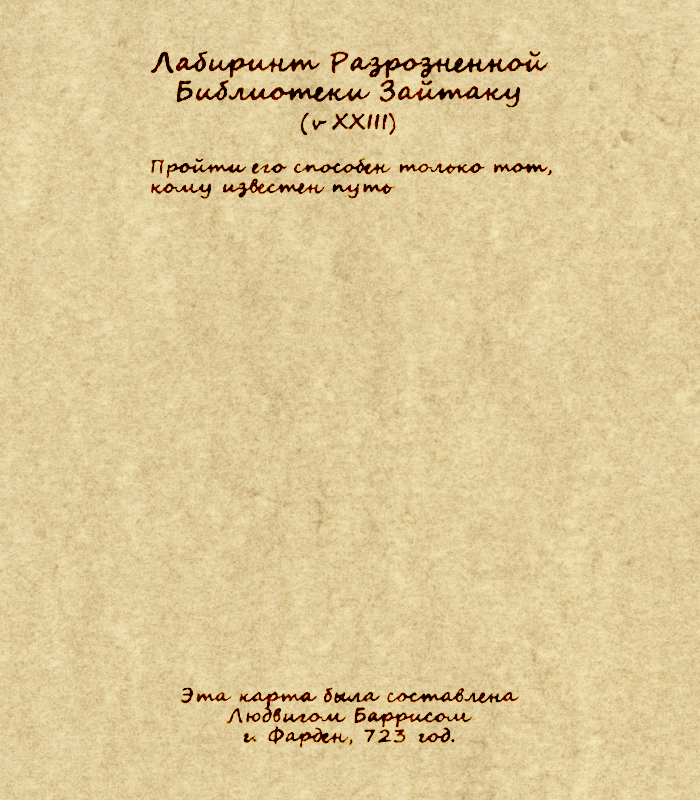 Лабиринт Разрозненной
Библиотеки Зайтаку
(v XXIII)
Пройти его способен только тот,
кому известен путь
Эта карта была составлена
Людвигом Баррисом
г. Фарден, 723 год.